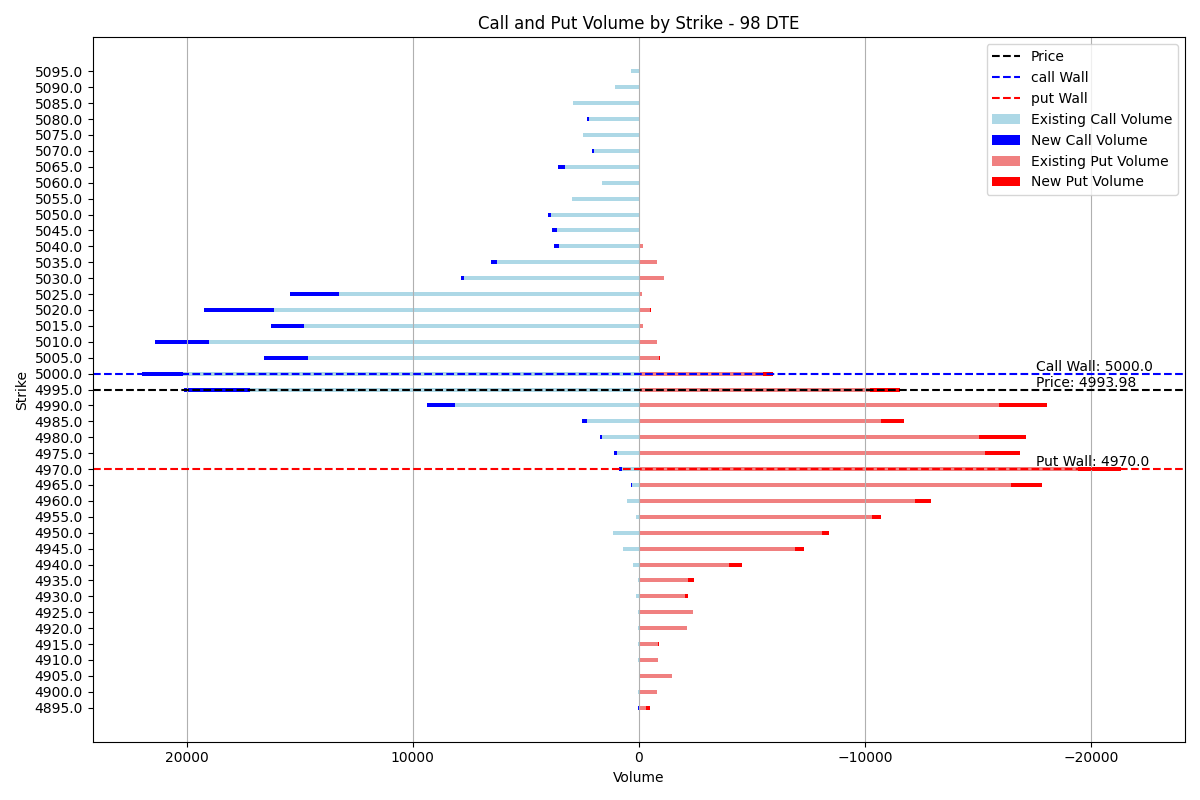 Call and Put Volume by Strike - 98 DTE
Price
call Wall
put Wall
Existing Call Volume
New Call Volume
Existing Put Volume
New Put Volume
Strike
5095.0
5090.0
5085.0
5080.0
5075.0
5070.0
5065.0
5060.0
5055.0
5050.0
5045.0
5040.0
5035.0
5030.0
5025.0
5020.0
5015.0
5010.0
5005.0
5000.0
4995.0
4990.0
4985.0
4980.0
4975.0
4970.0
4965.0
4960.0
4955.0
4950.0
4945.0
4940.0
4935.0
4930.0
4925.0
4920.0
4915.0
4910.0
4905.0
4900.0
4895.0
Call Wall: 5000.0
Price: 4993.98
Put Wall: 4970.0
20000 10000 0 −10000 −20000
Volume